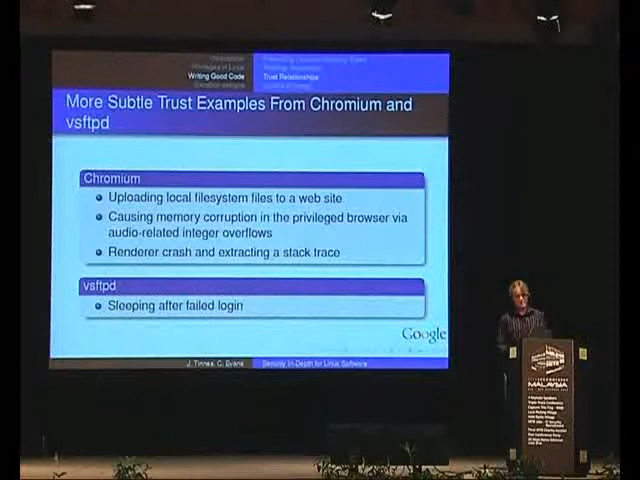 Writing Good Code
Trust Relationships
More Subtle Trust Examples From Chromium and
vsftpd
Chromium
Uploading local filesystem files to a web site
Causing memory corruption in the privileged browser via
audio-related integer overflows
Renderer crash and extracting a stack trace
vsftpd
Sleeping after failed login
Google
J. Tinnes, C. Evans
Security In-Depth for Linux Software
MALAYSIA